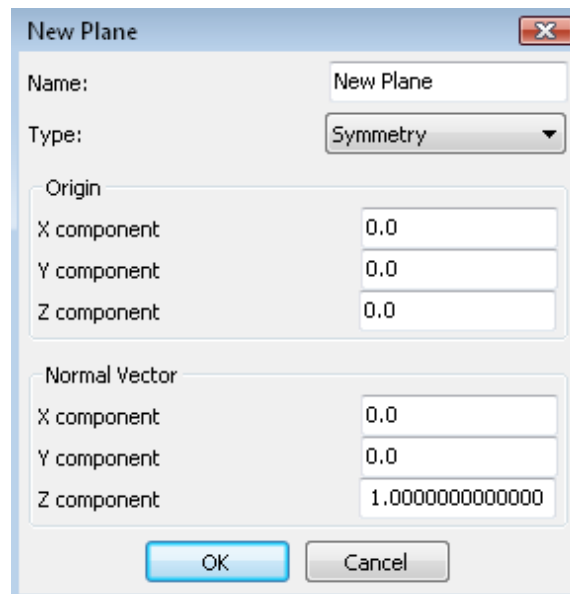 New Plane
Name: New Plane
Type: Symmetry
Origin
X component 0.0
Y component 0.0
Z component 0.0
Normal Vector
X component 0.0
Y component 0.0
Z component 1.0000000000000
OK Cancel